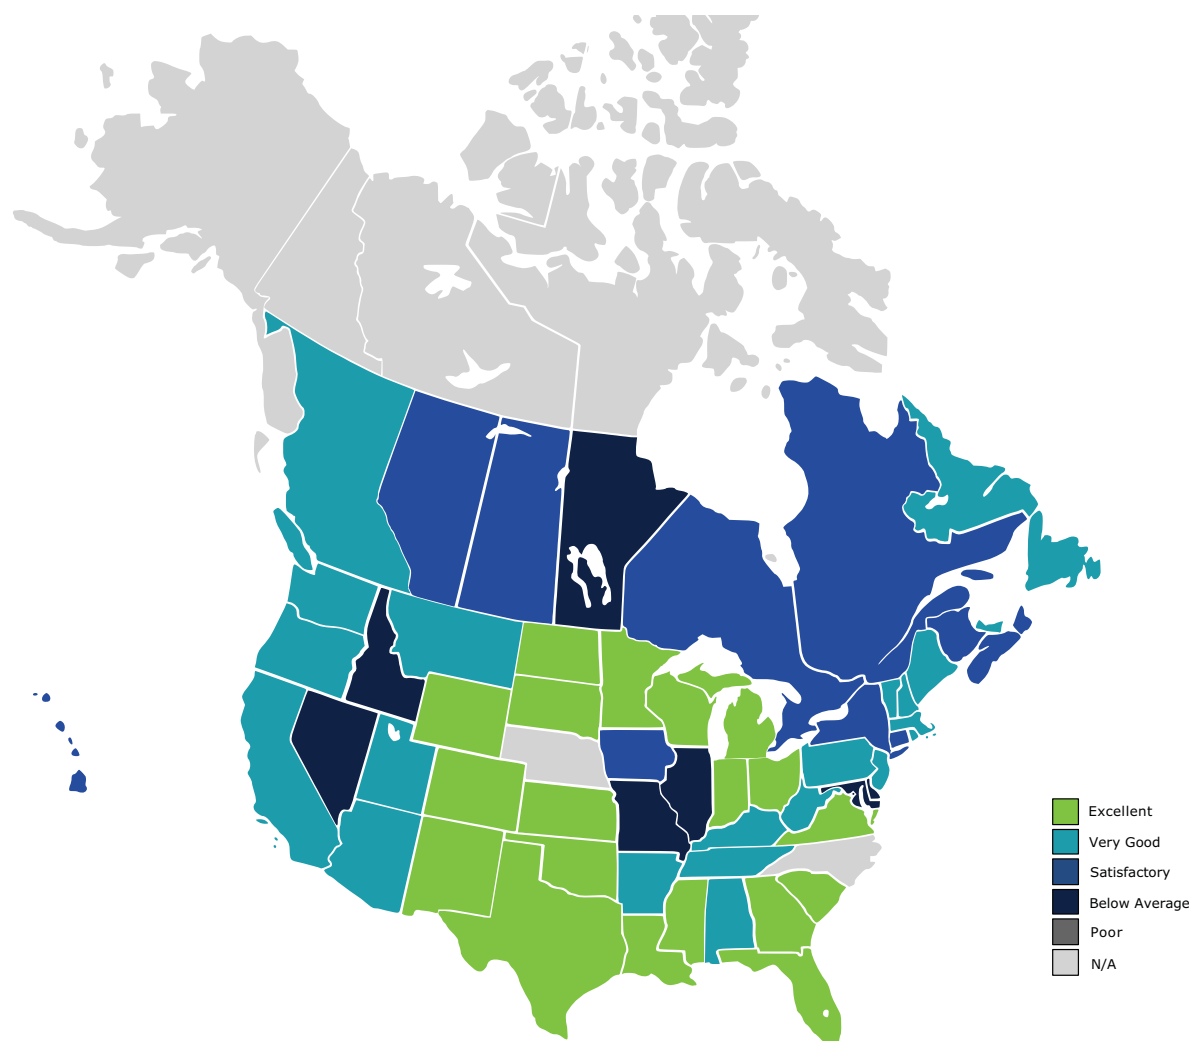 Excellent
Very Good
Satisfactory
Below Average
Poor
N/A